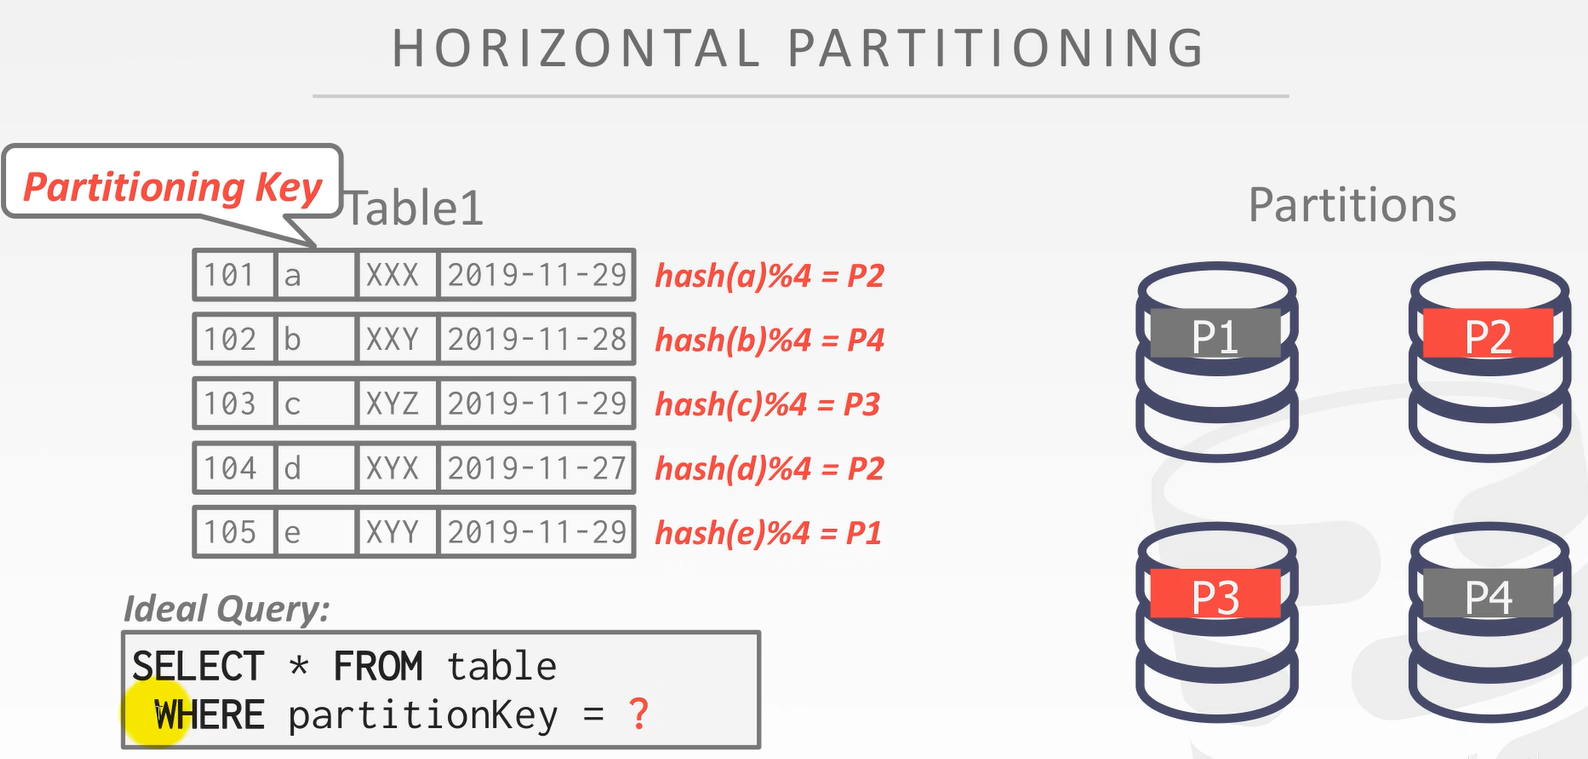 HORIZONTAL PARTITIONING
Partitioning Key
Table1
Partitions
101 a XXX 2019-11-29 hash(a)%4 = P2
102 b XXY 2019-11-28 hash(b)%4 = P4
103 c XYZ 2019-11-29 hash(c)%4 = P3
104 d XYX 2019-11-27 hash(d)%4 = P2
105 e XYY 2019-11-29 hash(e)%4 = P1
P1 P2
P3 P4
Ideal Query:
SELECT * FROM table
WHERE partitionKey = ?